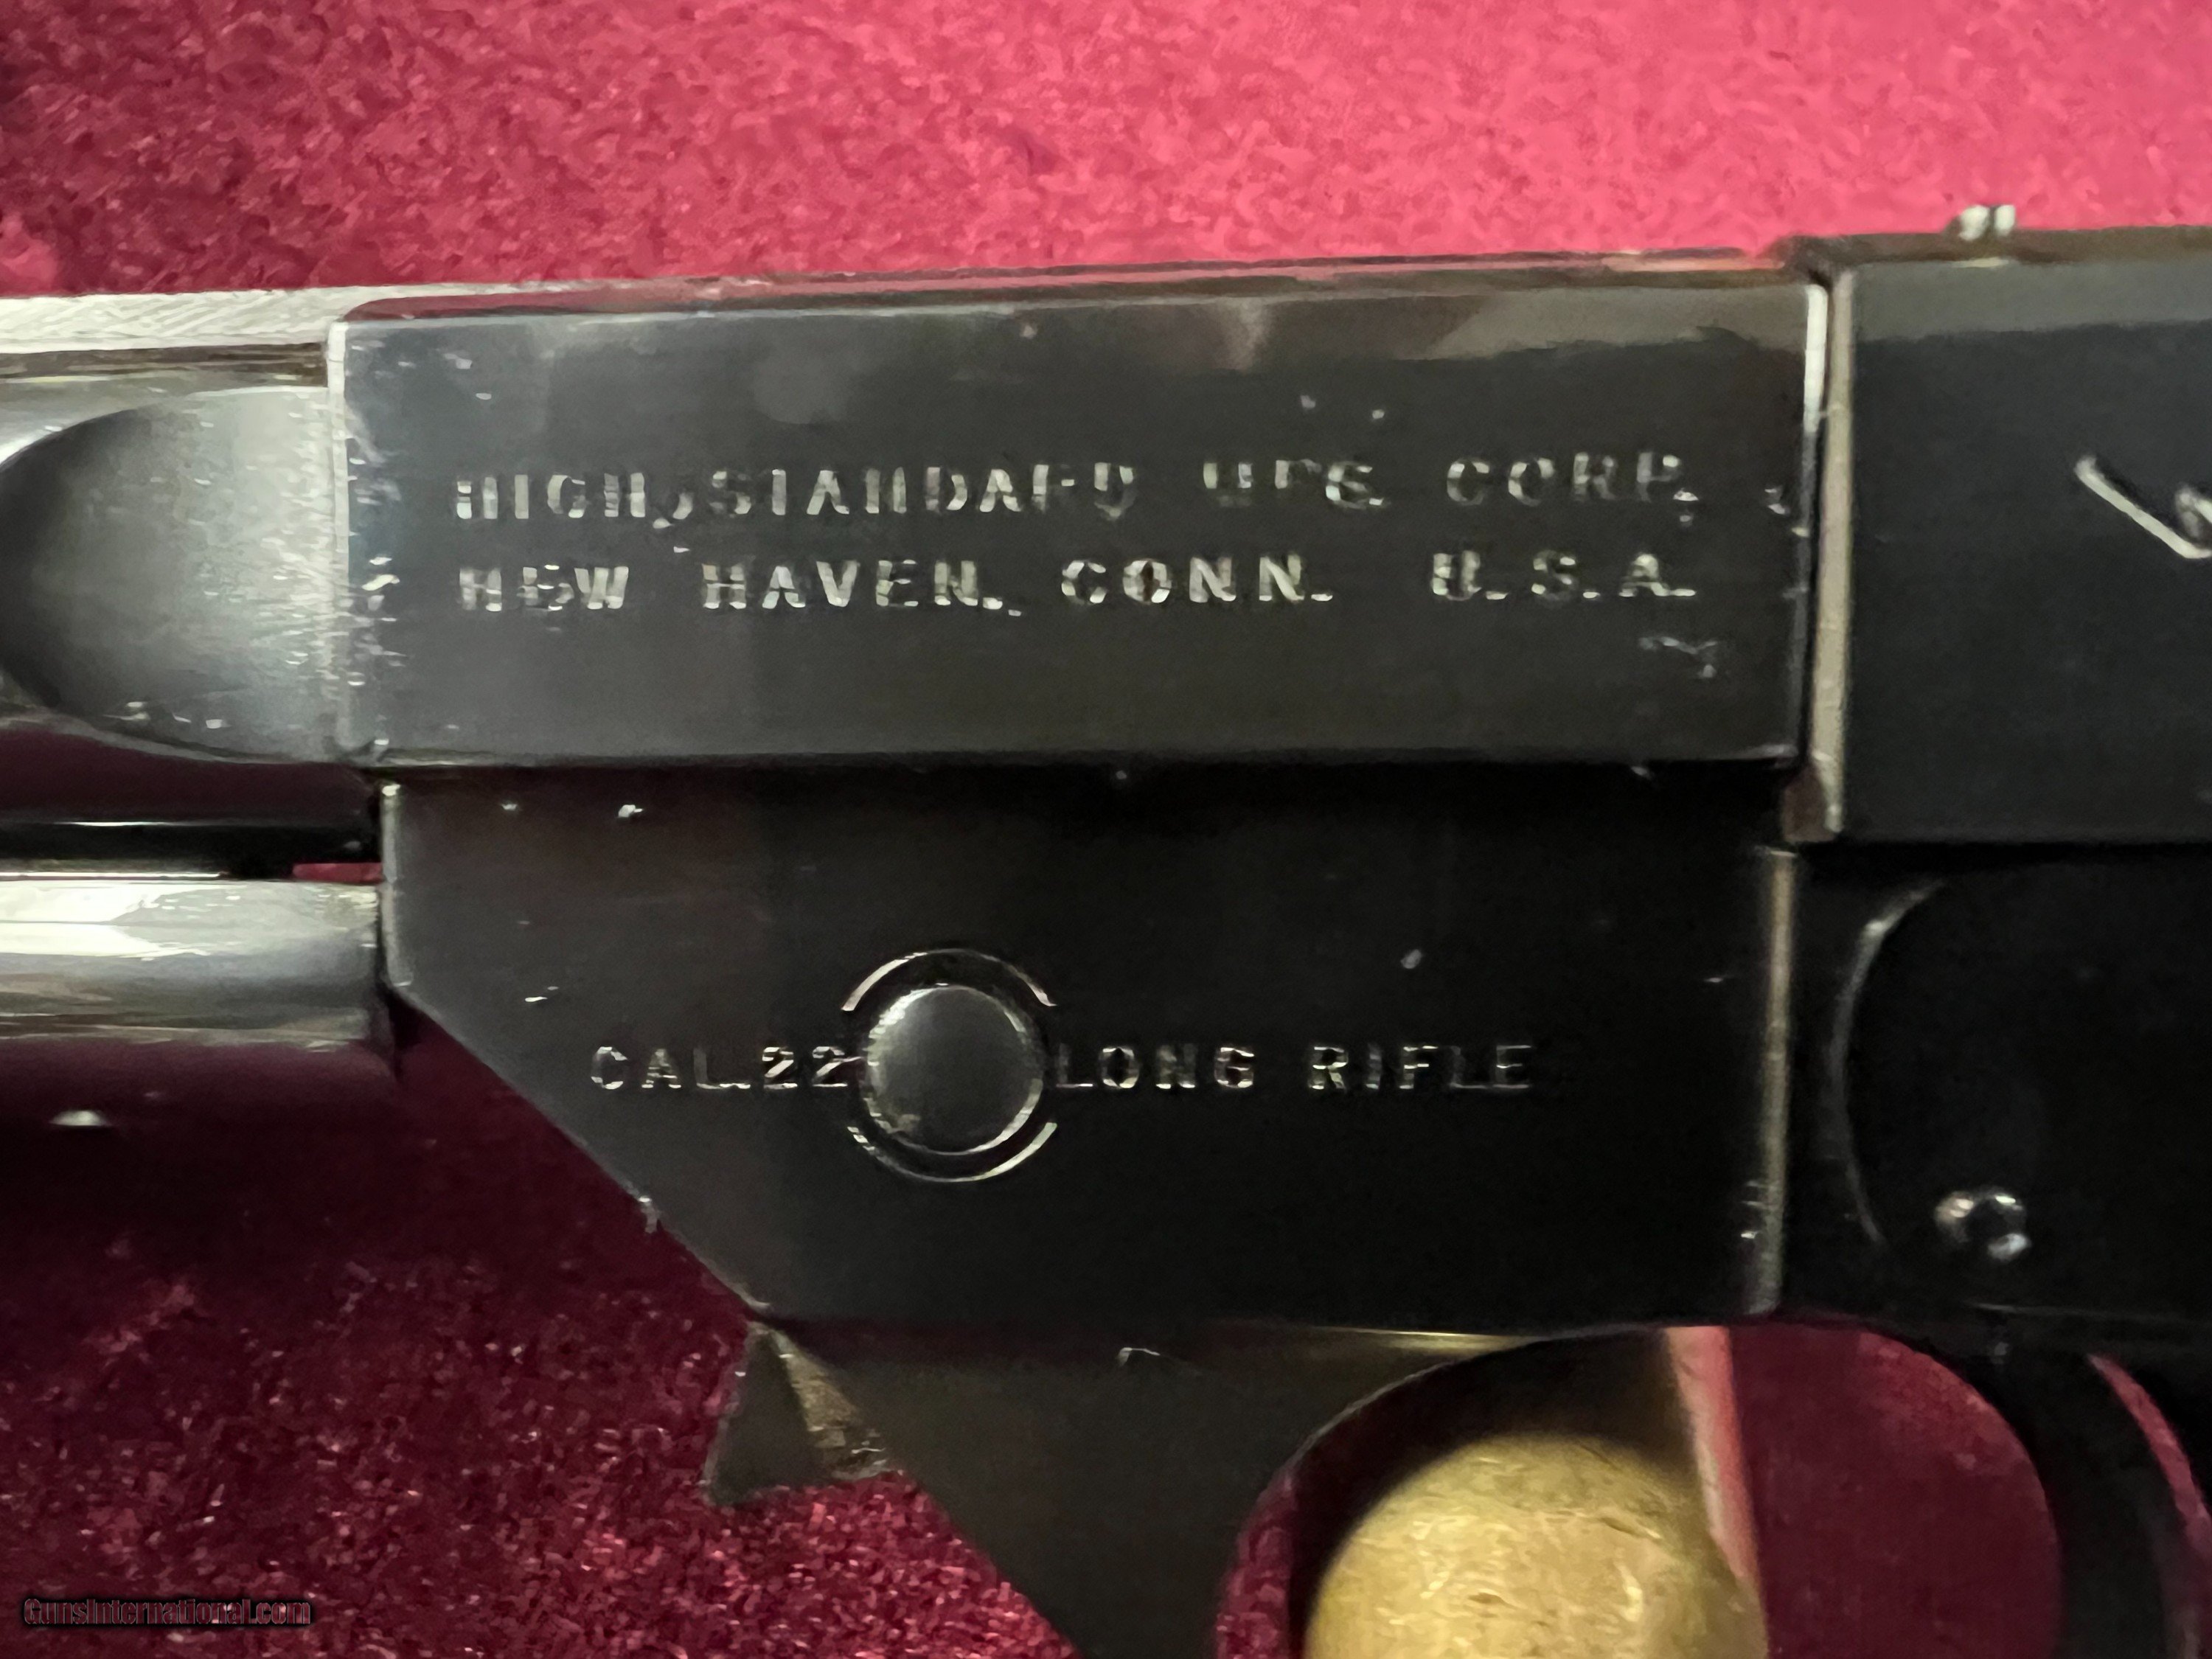 HIGH STANDARD MFG. CORP.
NEW HAVEN, CONN. U.S.A.
CAL. 22 LONG RIFLE
GunsInternational.com